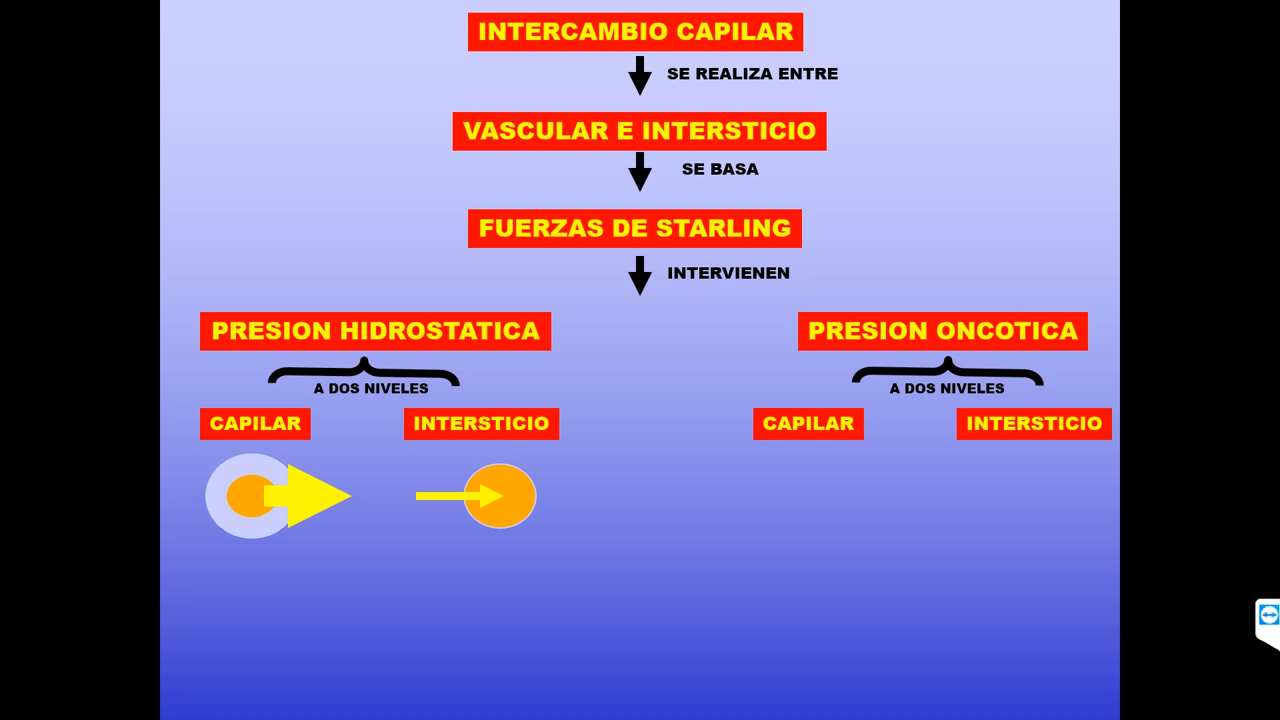 INTERCAMBIO CAPILAR
SE REALIZA ENTRE
VASCULAR E INTERSTICIO
SE BASA
FUERZAS DE STARLING
INTERVIENEN
PRESION HIDROSTATICA
PRESION ONCOTICA
A DOS NIVELES
A DOS NIVELES
CAPILAR
INTERSTICIO
CAPILAR
INTERSTICIO